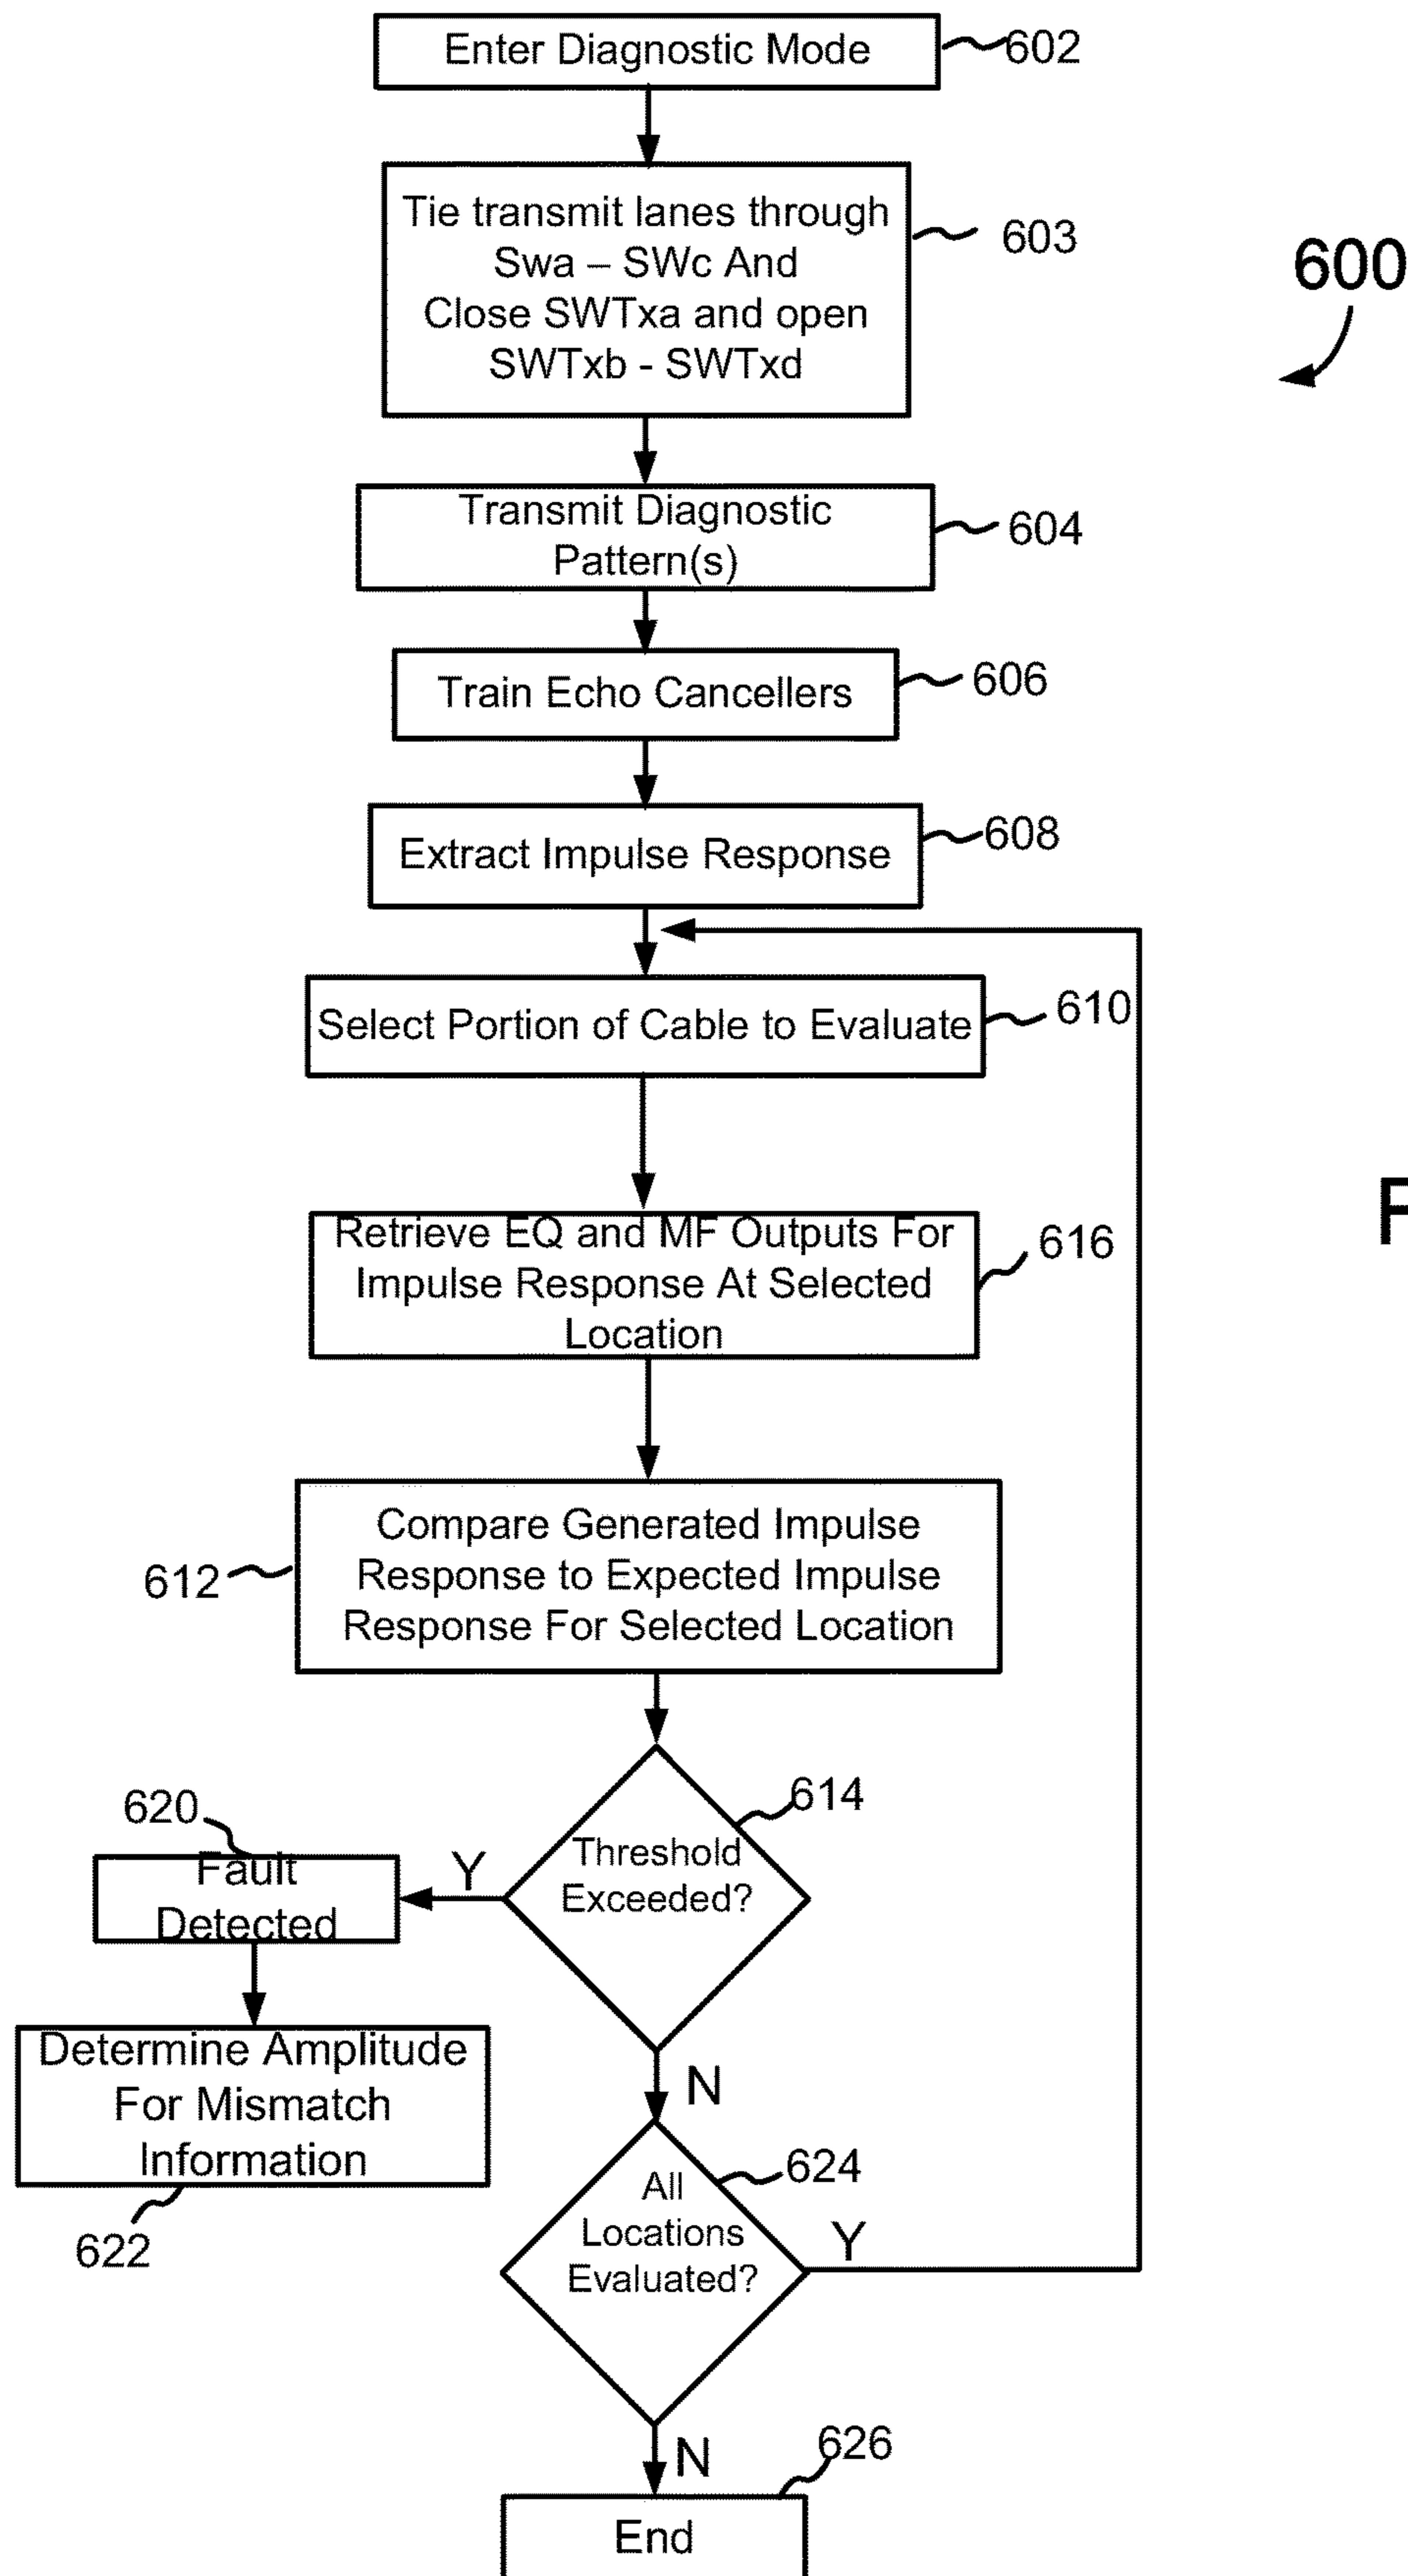 Enter Diagnostic Mode
602
Tie transmit lanes through
Swa – SWc And
Close SWTxa and open
SWTxb - SWTxd
603
600
Transmit Diagnostic
Pattern(s)
604
Train Echo Cancellers
606
Extract Impulse Response
608
Select Portion of Cable to Evaluate
610
F
Retrieve EQ and MF Outputs For
Impulse Response At Selected
Location
616
Compare Generated Impulse
Response to Expected Impulse
Response For Selected Location
612
614
Threshold
Exceeded?
620
Y
Fault
Detected
N
Determine Amplitude
For Mismatch
Information
622
624
All
Locations
Evaluated?
Y
N
626
End